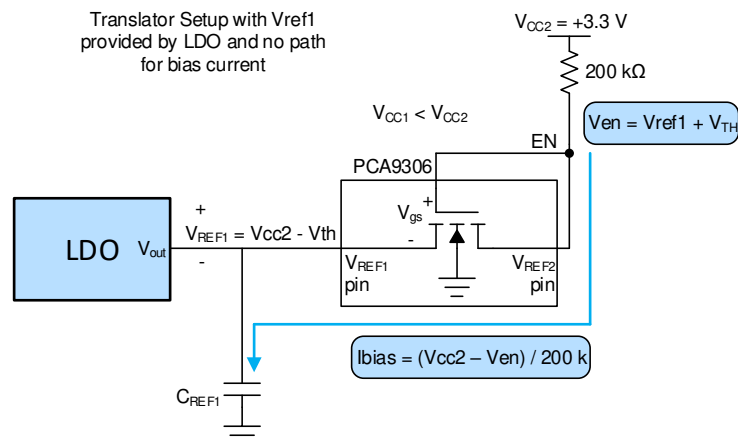 Translator Setup with Vref1
provided by LDO and no path
for bias current
VCC2 = +3.3 V
200 kΩ
VCC1 < VCC2
Ven = Vref1 + VTH
EN
PCA9306
Vgs
+
-
+
VREF1 = Vcc2 - Vth
-
LDO
Vout
VREF1
pin
VREF2
pin
Ibias = (Vcc2 – Ven) / 200 k
CREF1